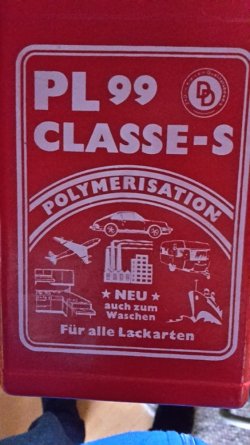 PL 99
CLASSE-S
POLYMERISATION
★ NEU ★
auch zum
Waschen
Für alle Lackarten